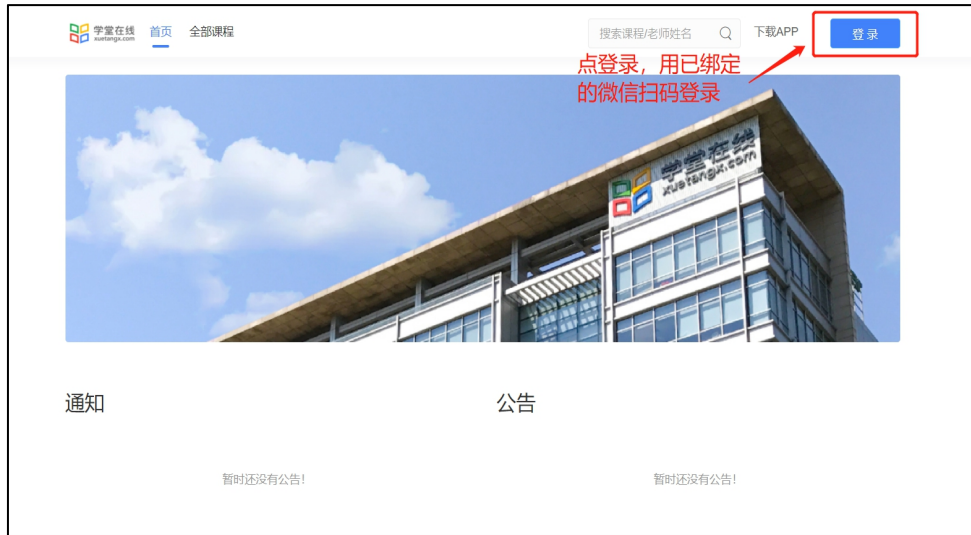 学堂在线
xuetangx.com
首页
全部课程
搜索课程/老师姓名
下载APP
登录
点登录，用已绑定
的微信扫码登录
学堂在线
xuetangx.com
通知
公告
暂时还没有公告！
暂时还没有公告！